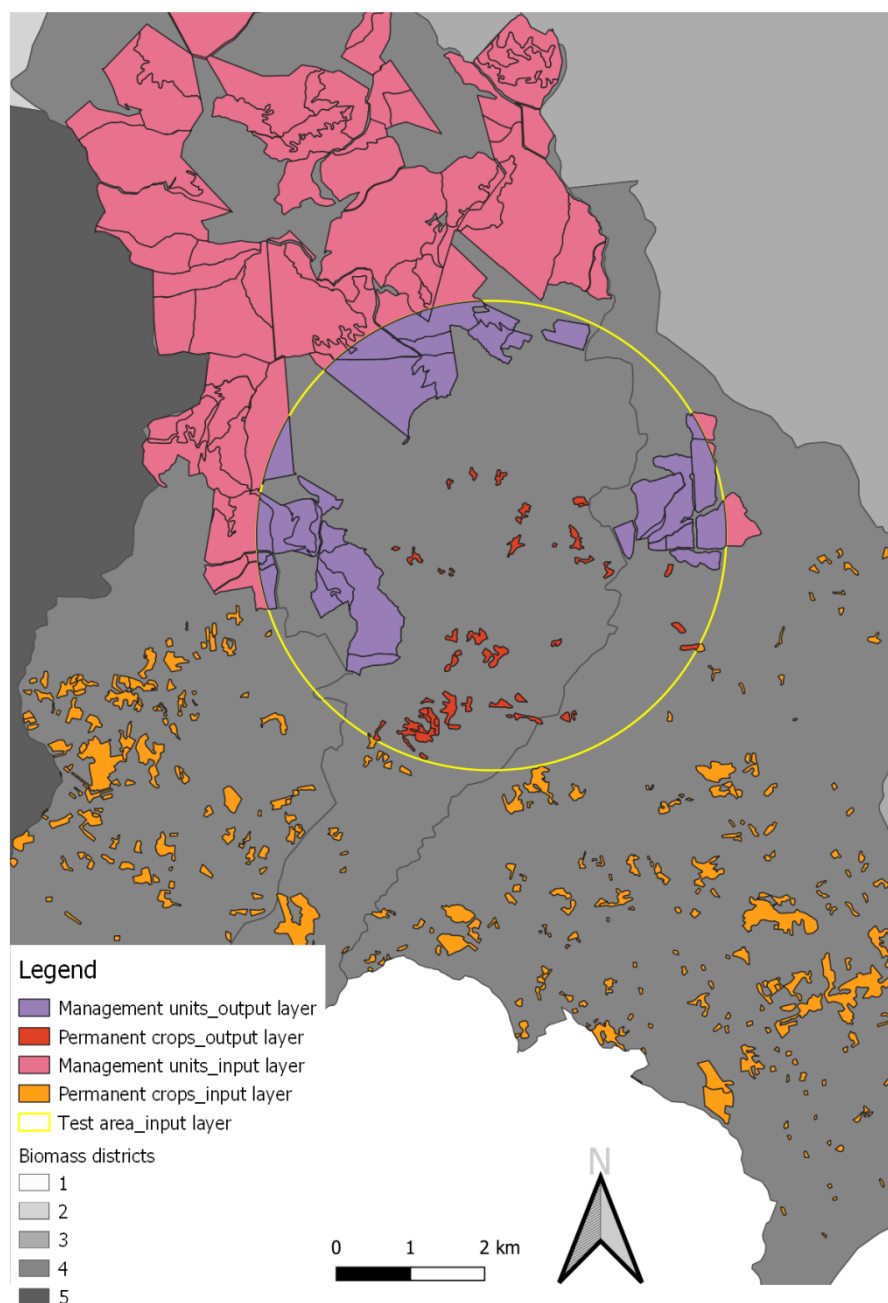 Legend
Management units_output layer
Permanent crops_output layer
Management units_input layer
Permanent crops_input layer
Test area_input layer
Biomass districts
1
2
3
4
5
N
0 1 2 km